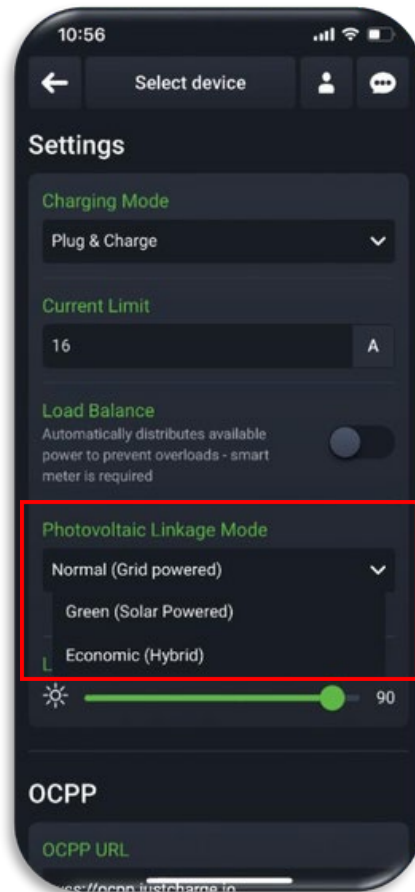 10:56
Select device
Settings
Charging Mode
Plug & Charge
Current Limit
16 A
Load Balance
Automatically distributes available
power to prevent overloads - smart
meter is required
Photovoltaic Linkage Mode
Normal (Grid powered)
Green (Solar Powered)
Economic (Hybrid)
90
OCPP
OCPP URL